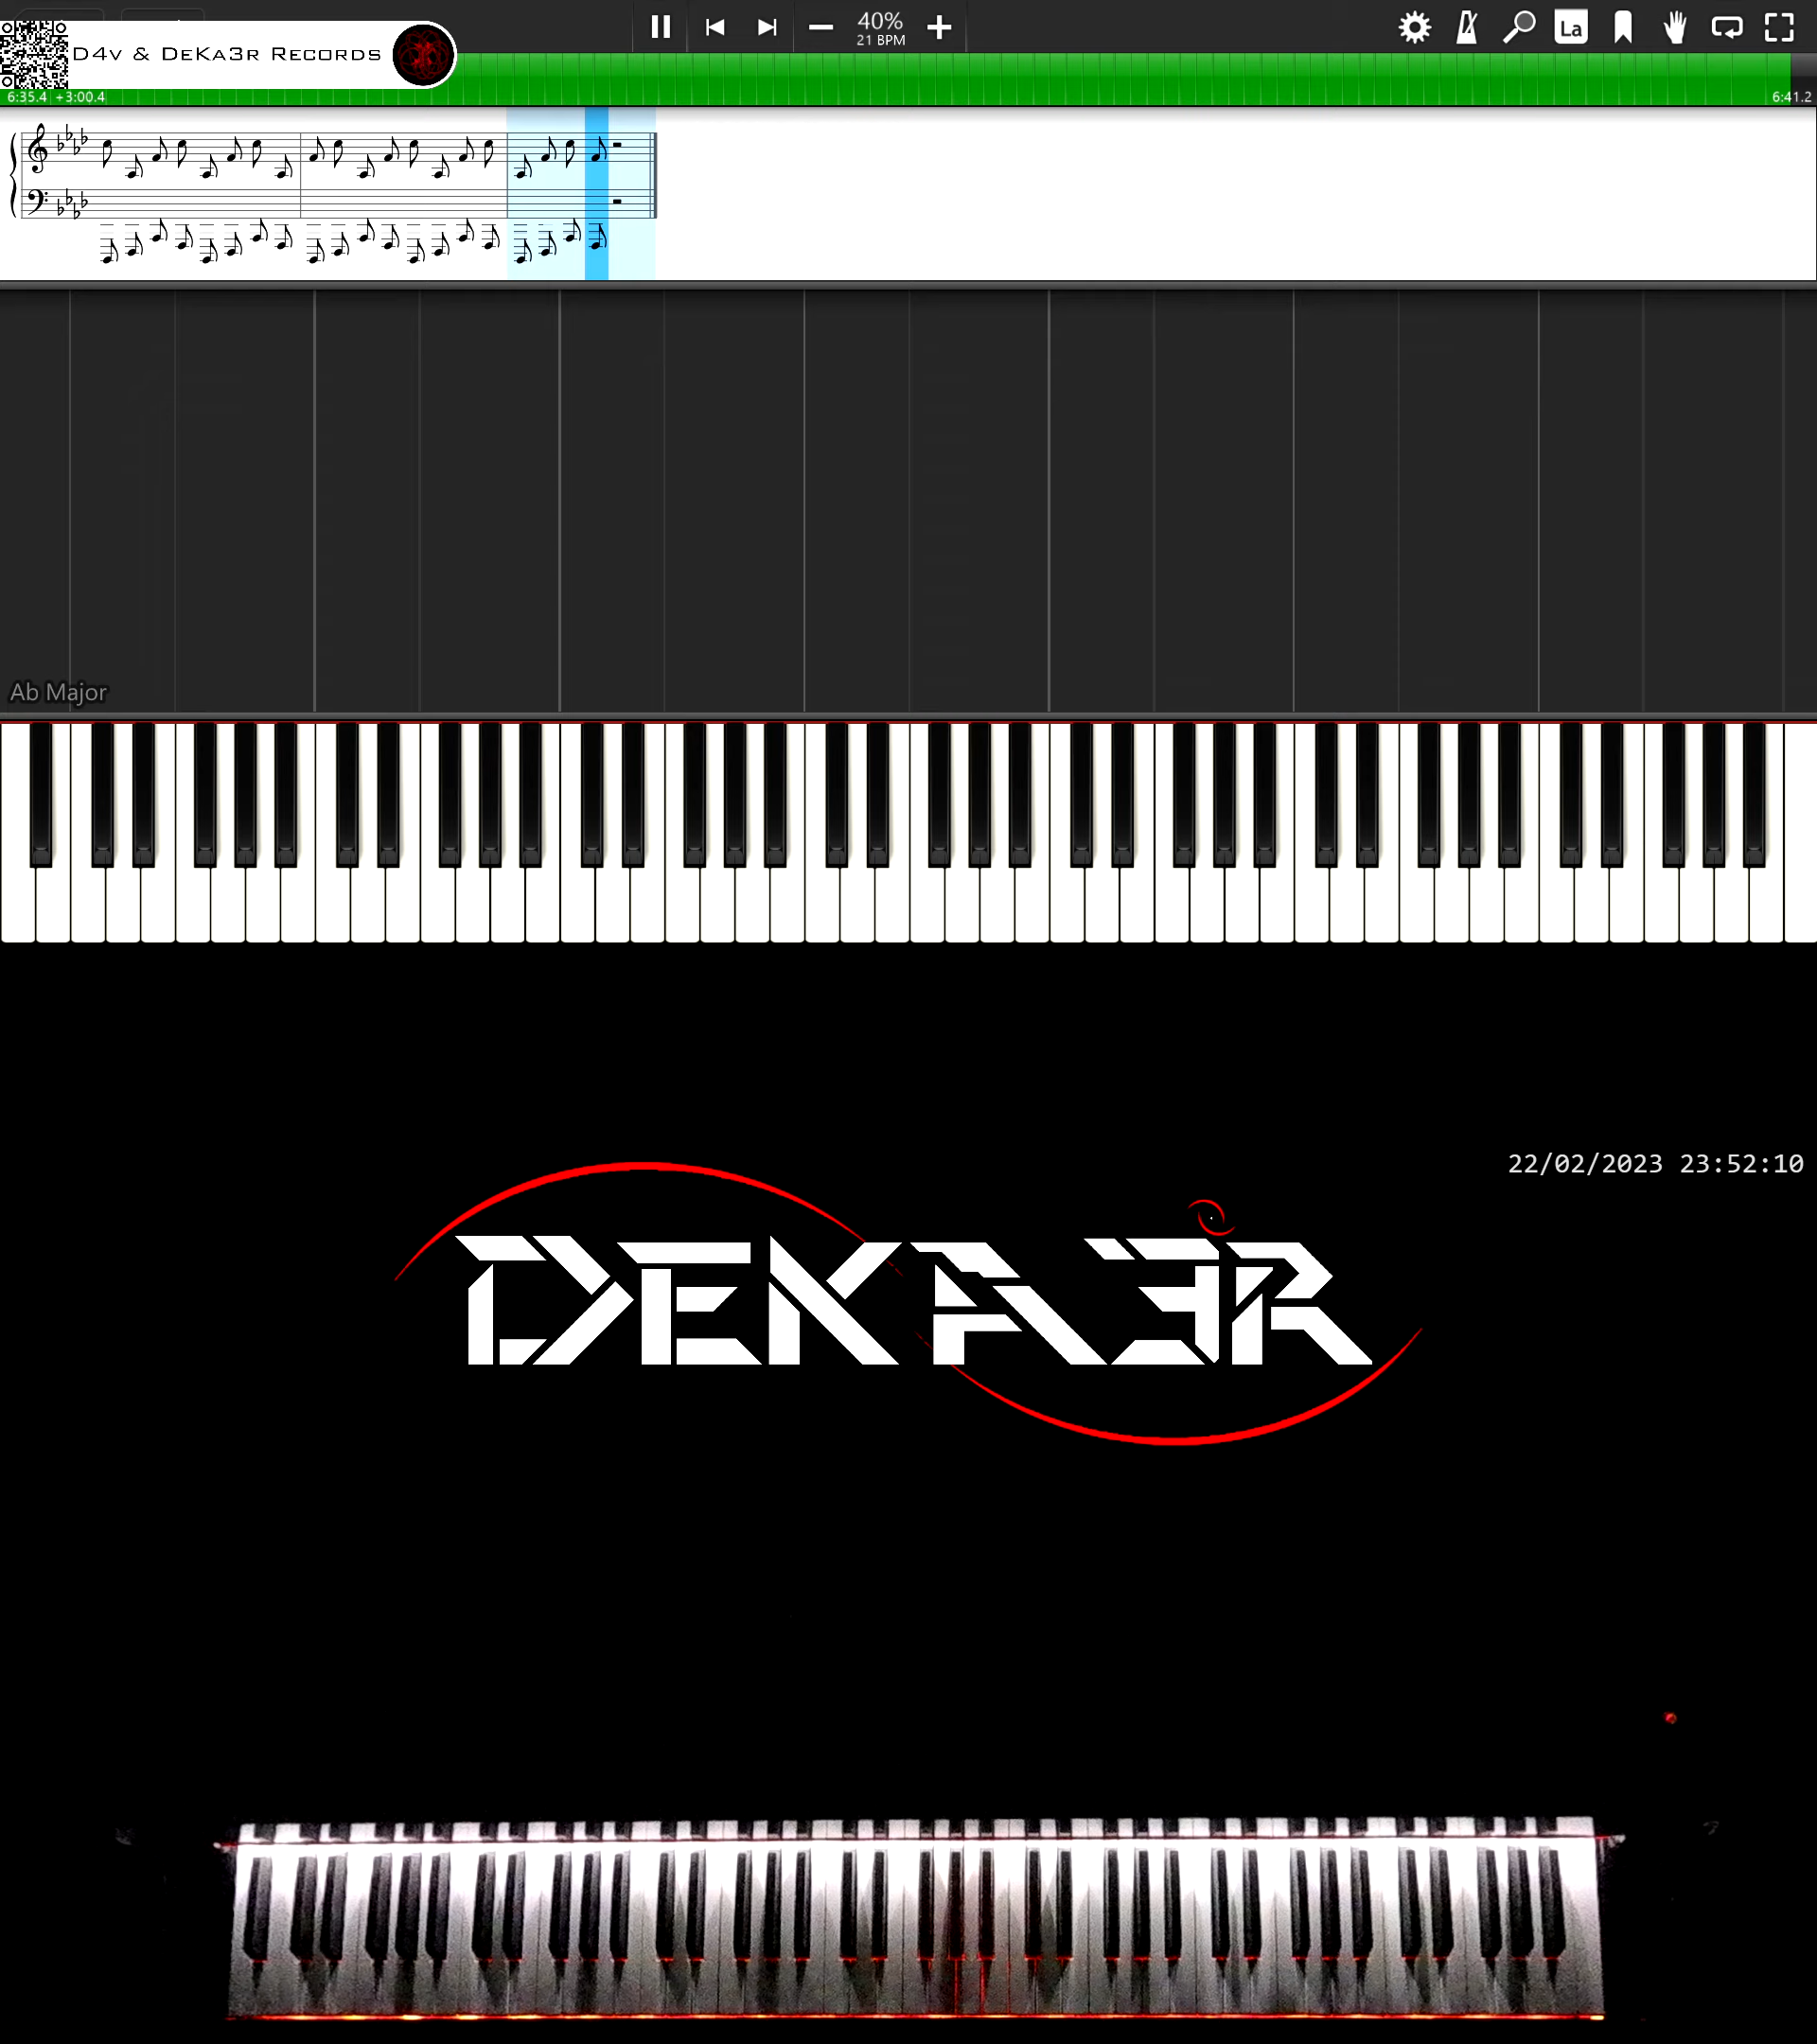 40%
21 BPM
La
D4v & DeKa3r Records
6:35.4 +3:00.4
6:41.2
Ab Major
22/02/2023 23:52:10
DEKA3R